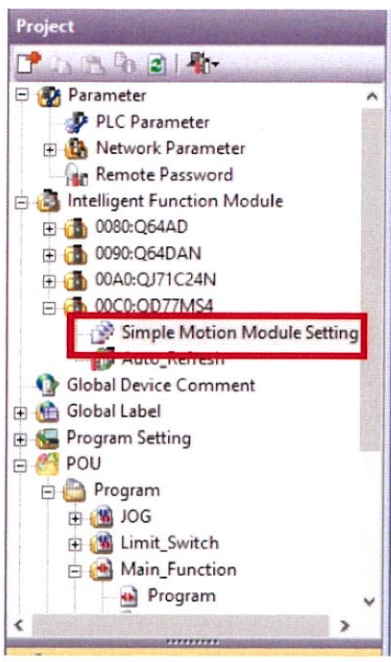 Project
Parameter
PLC Parameter
Network Parameter
Remote Password
Intelligent Function Module
0080:Q64AD
0090:Q64DAN
00A0:QJ71C24N
00C0:QD77MS4
Simple Motion Module Setting
Auto_Refresh
Global Device Comment
Global Label
Program Setting
POU
Program
JOG
Limit_Switch
Main_Function
Program